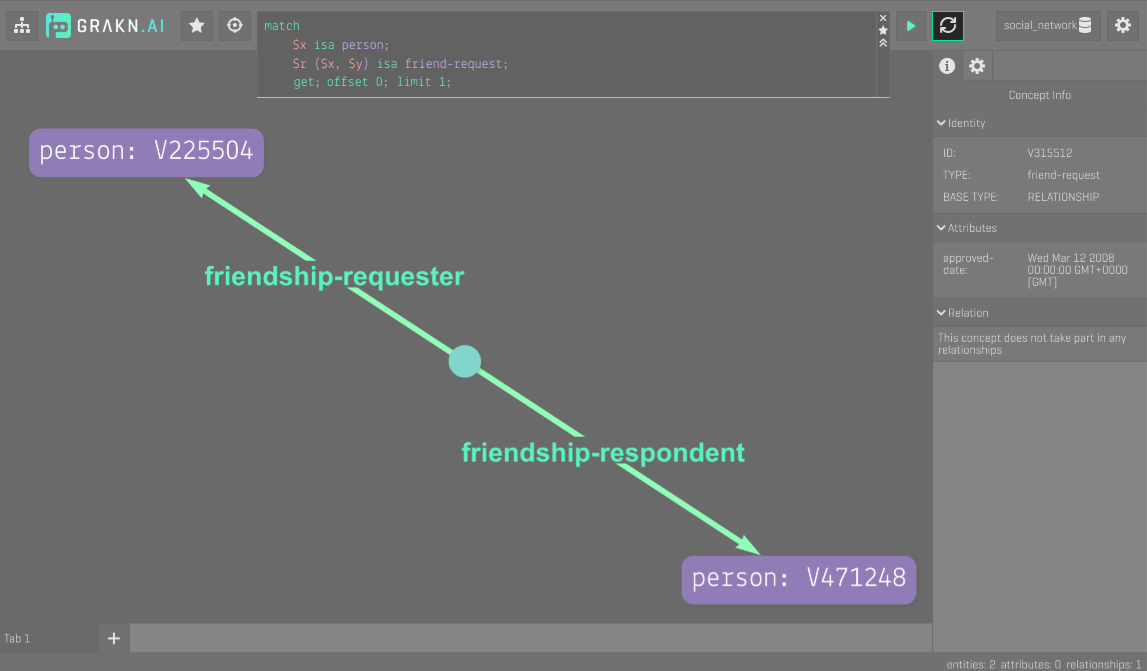 GRAKN.AI
match
$x isa person;
$r ($x, $y) isa friend-request;
get; offset 0; limit 1;
social_network
person: V225504
friendship-requester
friendship-respondent
person: V471248
Concept Info
Identity
ID: V315512
TYPE: friend-request
BASE TYPE: RELATIONSHIP
Attributes
approved-date: Wed Mar 12 2008
00:00:00 GMT+0000
[GMT]
Relation
This concept does not take part in any
relationships
Tab 1
+
entities: 2 attributes: 0 relationships: 1